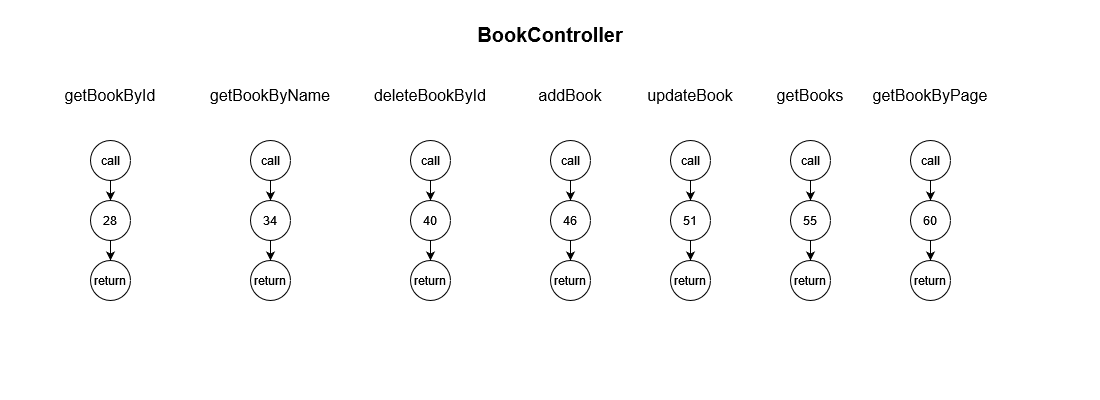 BookController
getBookById getBookByName deleteBookById addBook updateBook getBooks getBookByPage
call call call call call call call
28 34 40 46 51 55 60
return return return return return return return